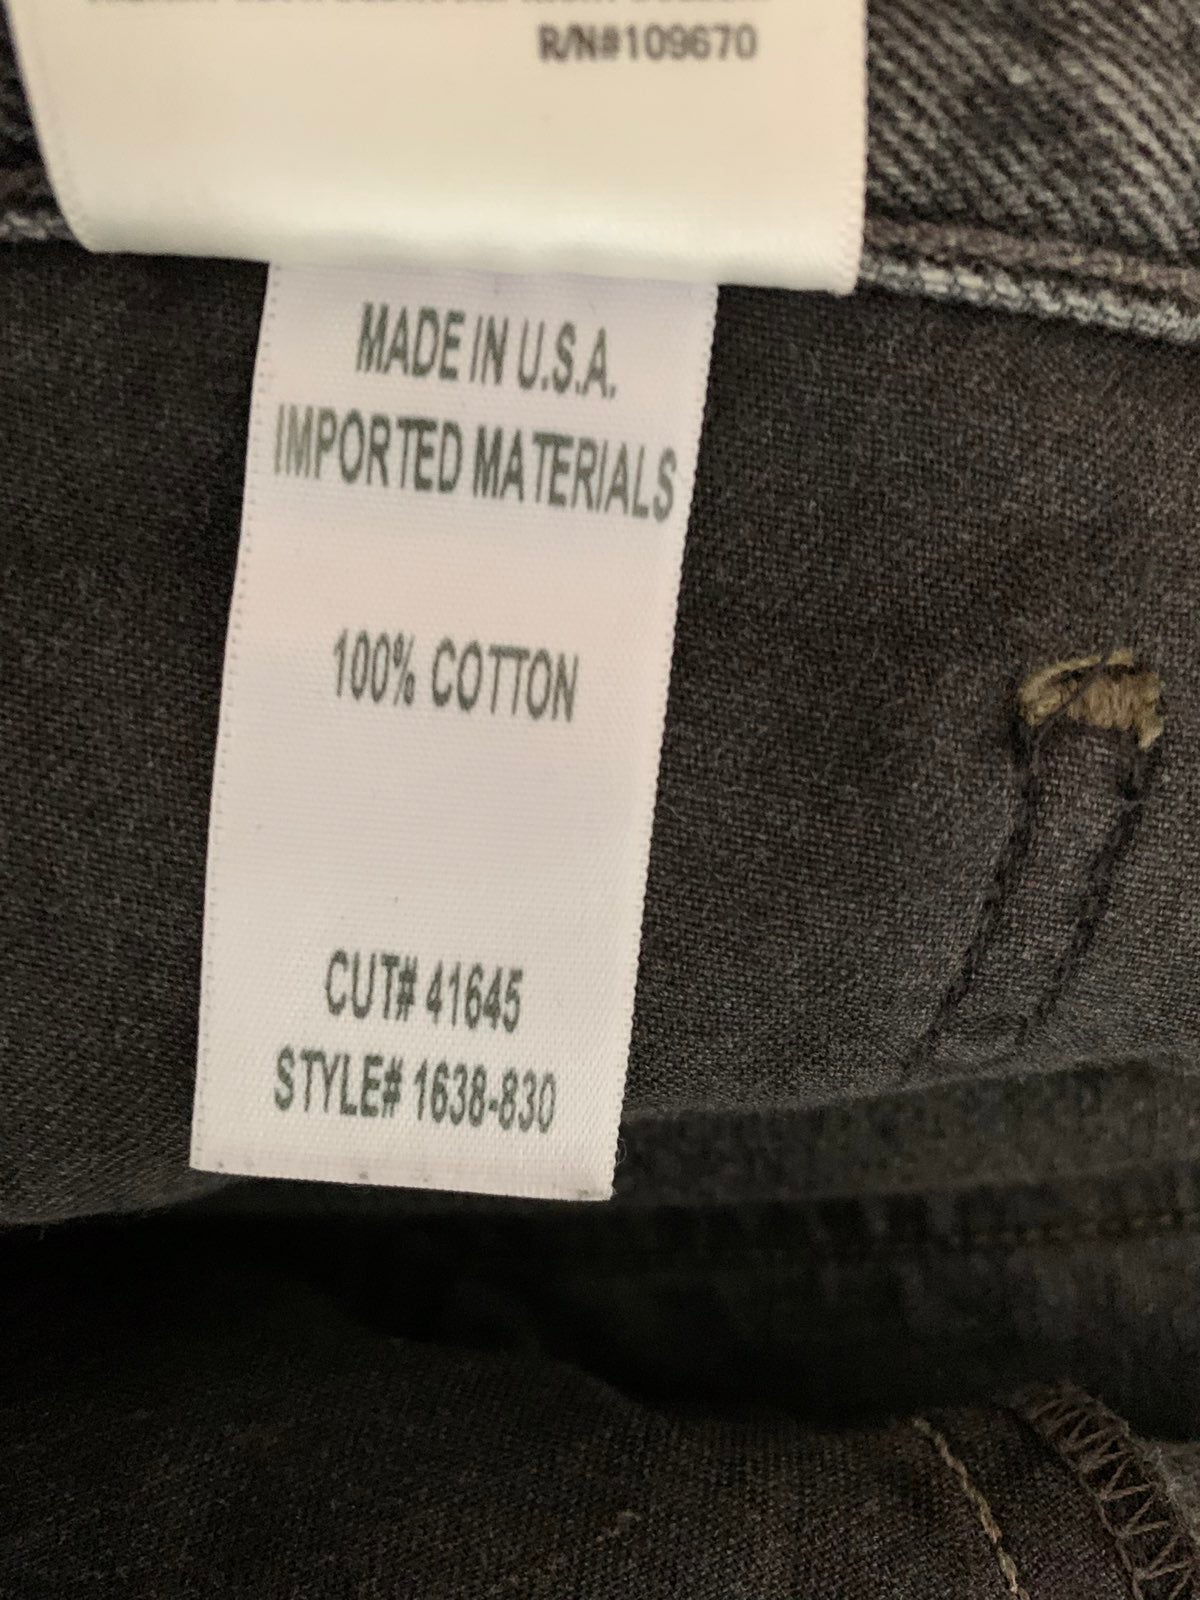 R/N#109670
MADE IN U.S.A.
IMPORTED MATERIALS
100% COTTON
CUT# 41645
STYLE# 1638-830